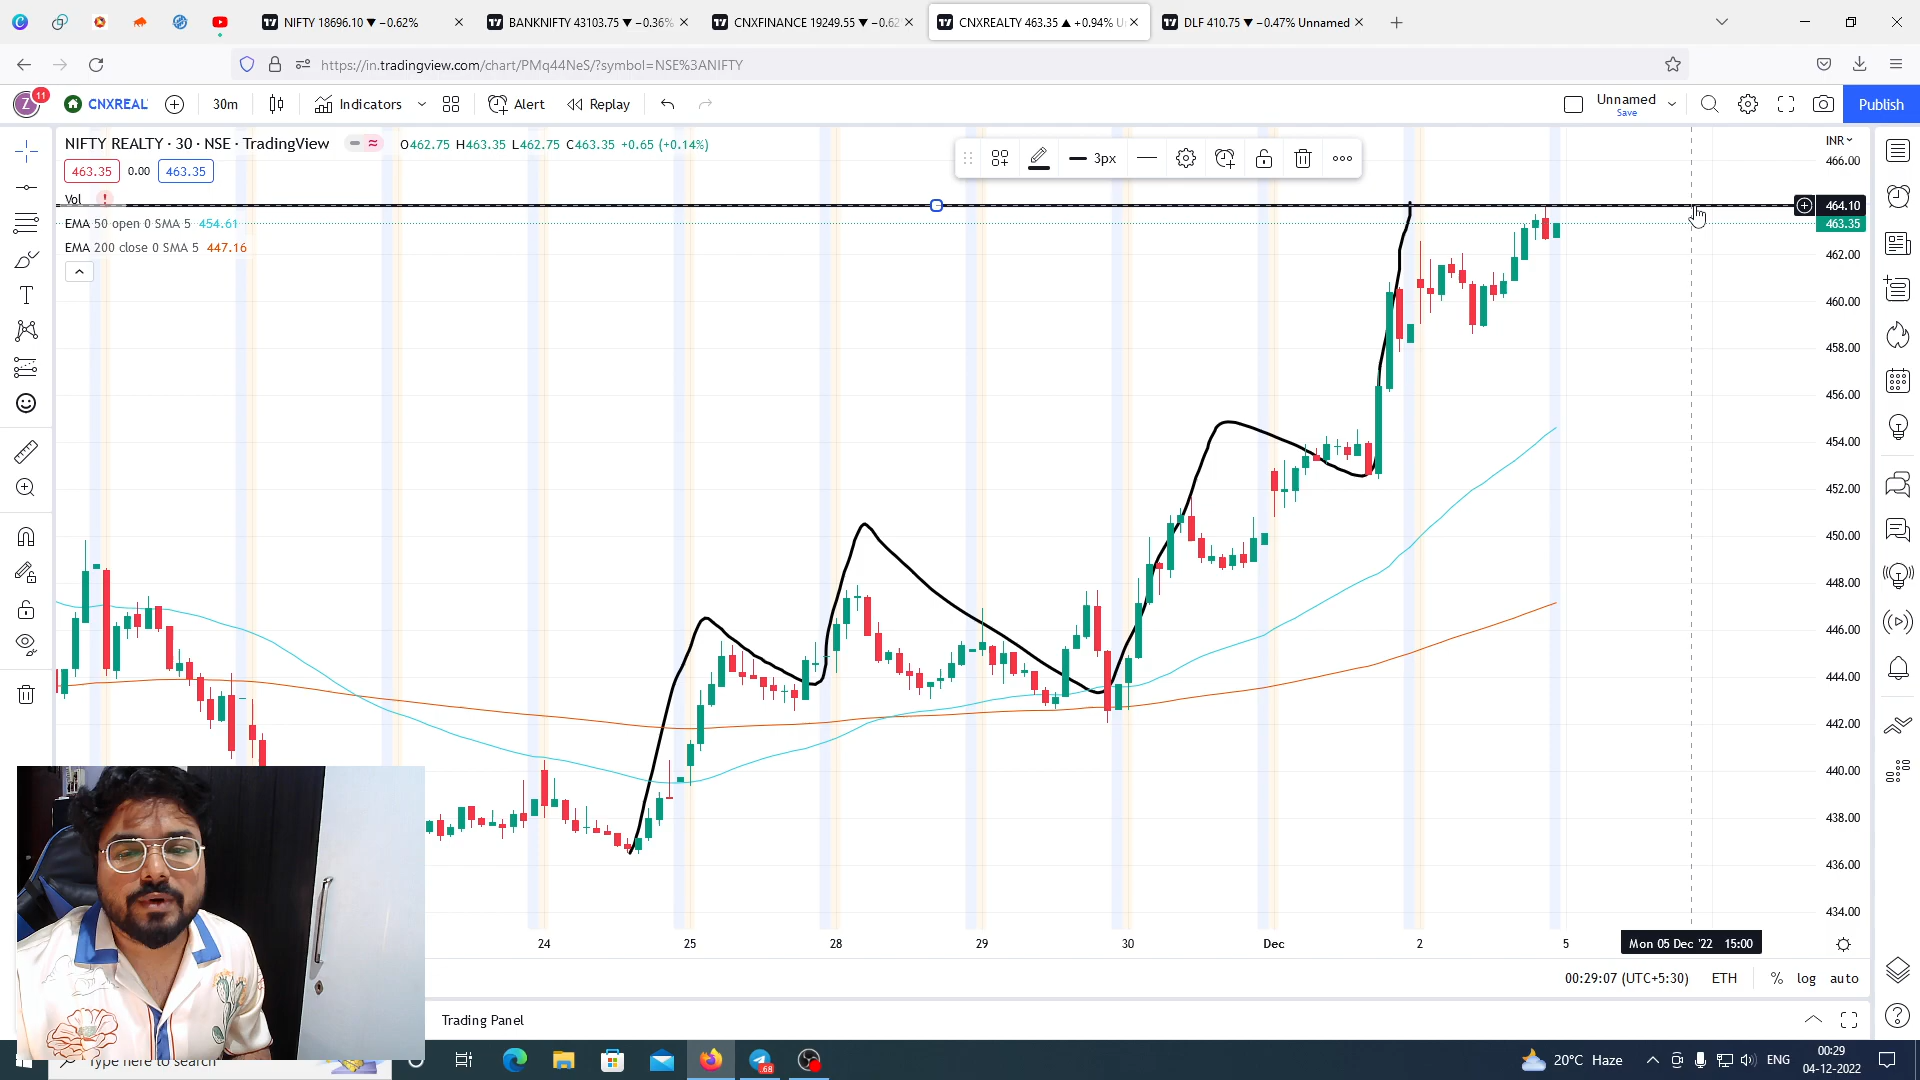 NIFTY 18696.10 ▼ −0.62%
BANKNIFTY 43103.75 ▼ −0.36%
CNXFINANCE 19249.55 ▼ −0.62
CNXREALTY 463.35 ▲ +0.94% U
DLF 410.75 ▼ −0.47% Unnamed
https://in.tradingview.com/chart/PMq44NeS/?symbol=NSE%3ANIFTY
Z 11 CNXREAL 30m Indicators Alert Replay Unnamed Save Publish
NIFTY REALTY · 30 · NSE · TradingView O462.75 H463.35 L462.75 C463.35 +0.65 (+0.14%)
463.35 0.00 463.35
Vol
EMA 50 open 0 SMA 5 454.61
EMA 200 close 0 SMA 5 447.16
3px
INR
466.00
464.10
463.35
462.00
460.00
458.00
456.00
454.00
452.00
450.00
448.00
446.00
444.00
442.00
440.00
438.00
436.00
434.00
24 25 28 29 30 Dec 2 5
Mon 05 Dec '22 15:00
00:29:07 (UTC+5:30) ETH % log auto
Trading Panel
Type here to search
.68
20°C Haze
ENG
00:29
04-12-2022